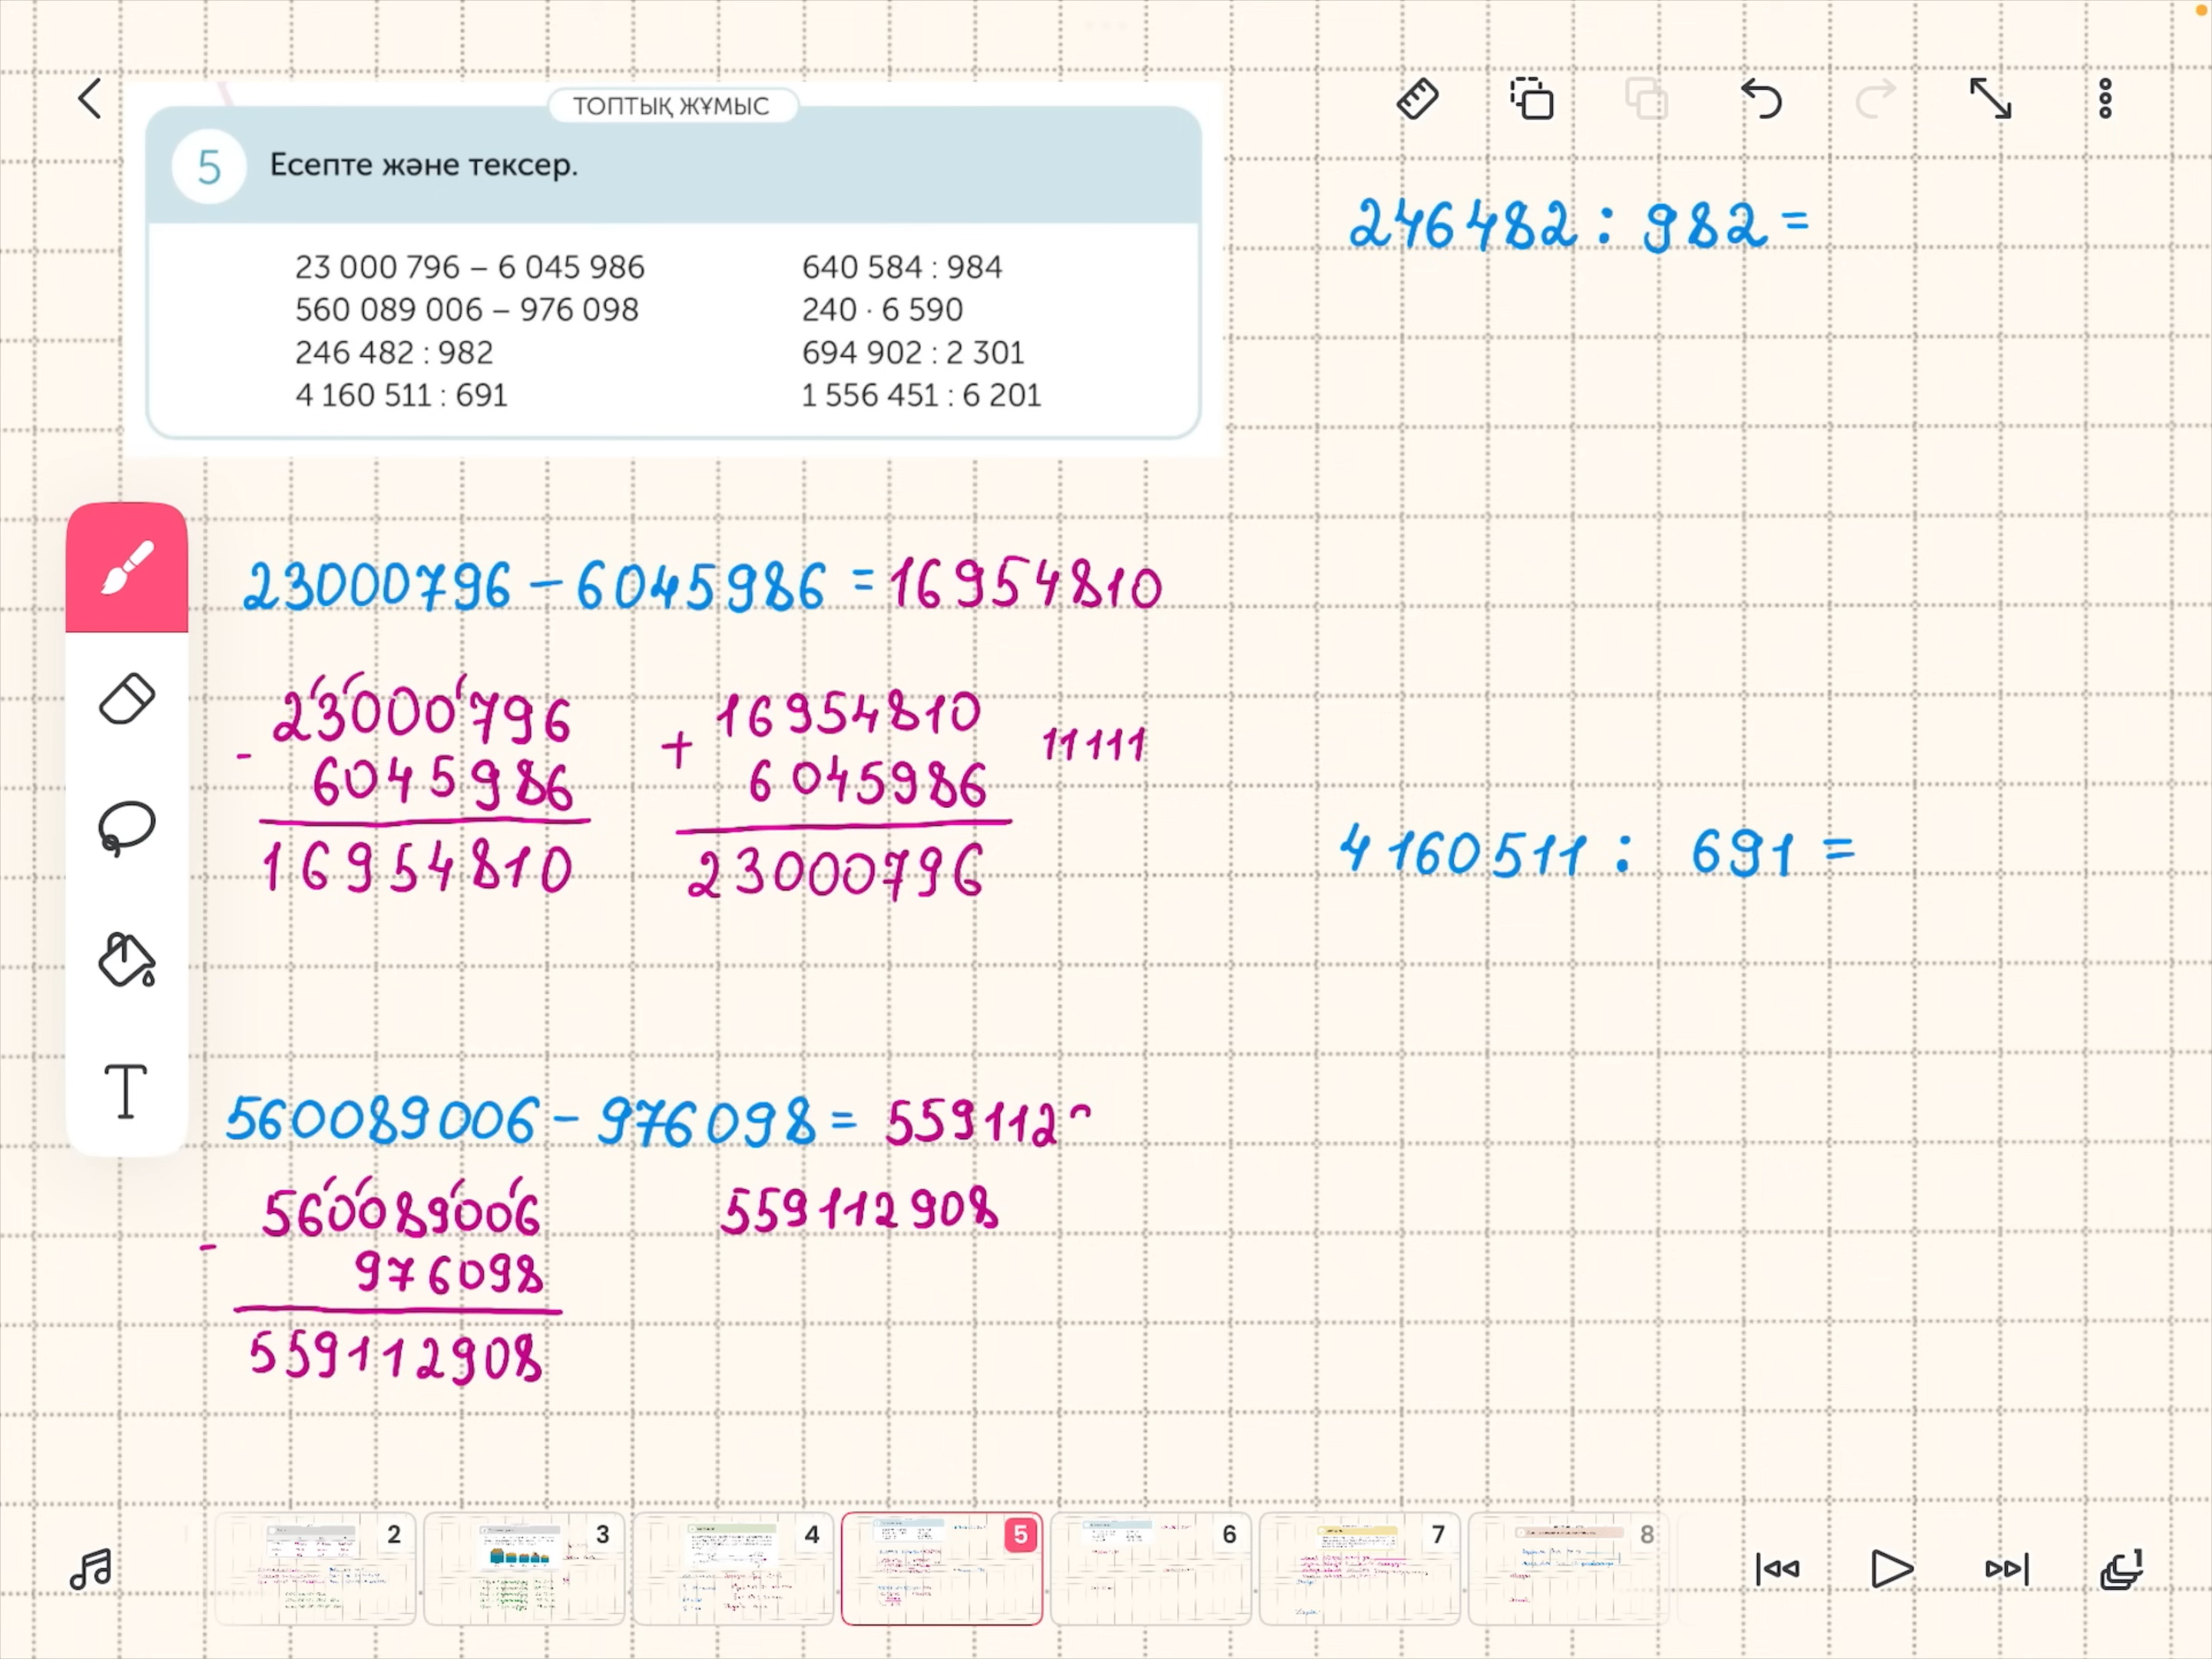 ТОПТЫҚ ЖҰМЫС
5 Есепте және тексер.
23 000 796 – 6 045 986
560 089 006 – 976 098
246 482 : 982
4 160 511 : 691
640 584 : 984
240 · 6 590
694 902 : 2 301
1 556 451 : 6 201
246482 : 982 =
23000796 – 6045986 = 16954810
23000796
-
6045986
16954810
16954810
+
6045986
23000796
11111
4160511 : 691 =
560089006 – 976098 = 559112
560089006
-
976098
559112908
559112908
T
2 3 4 5 6 7 8